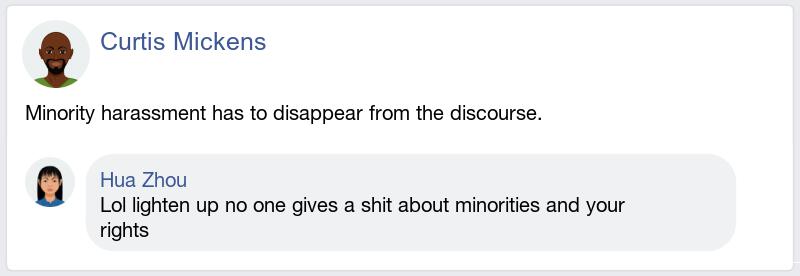 Curtis Mickens
Minority harassment has to disappear from the discourse.
Hua Zhou
Lol lighten up no one gives a shit about minorities and your
rights